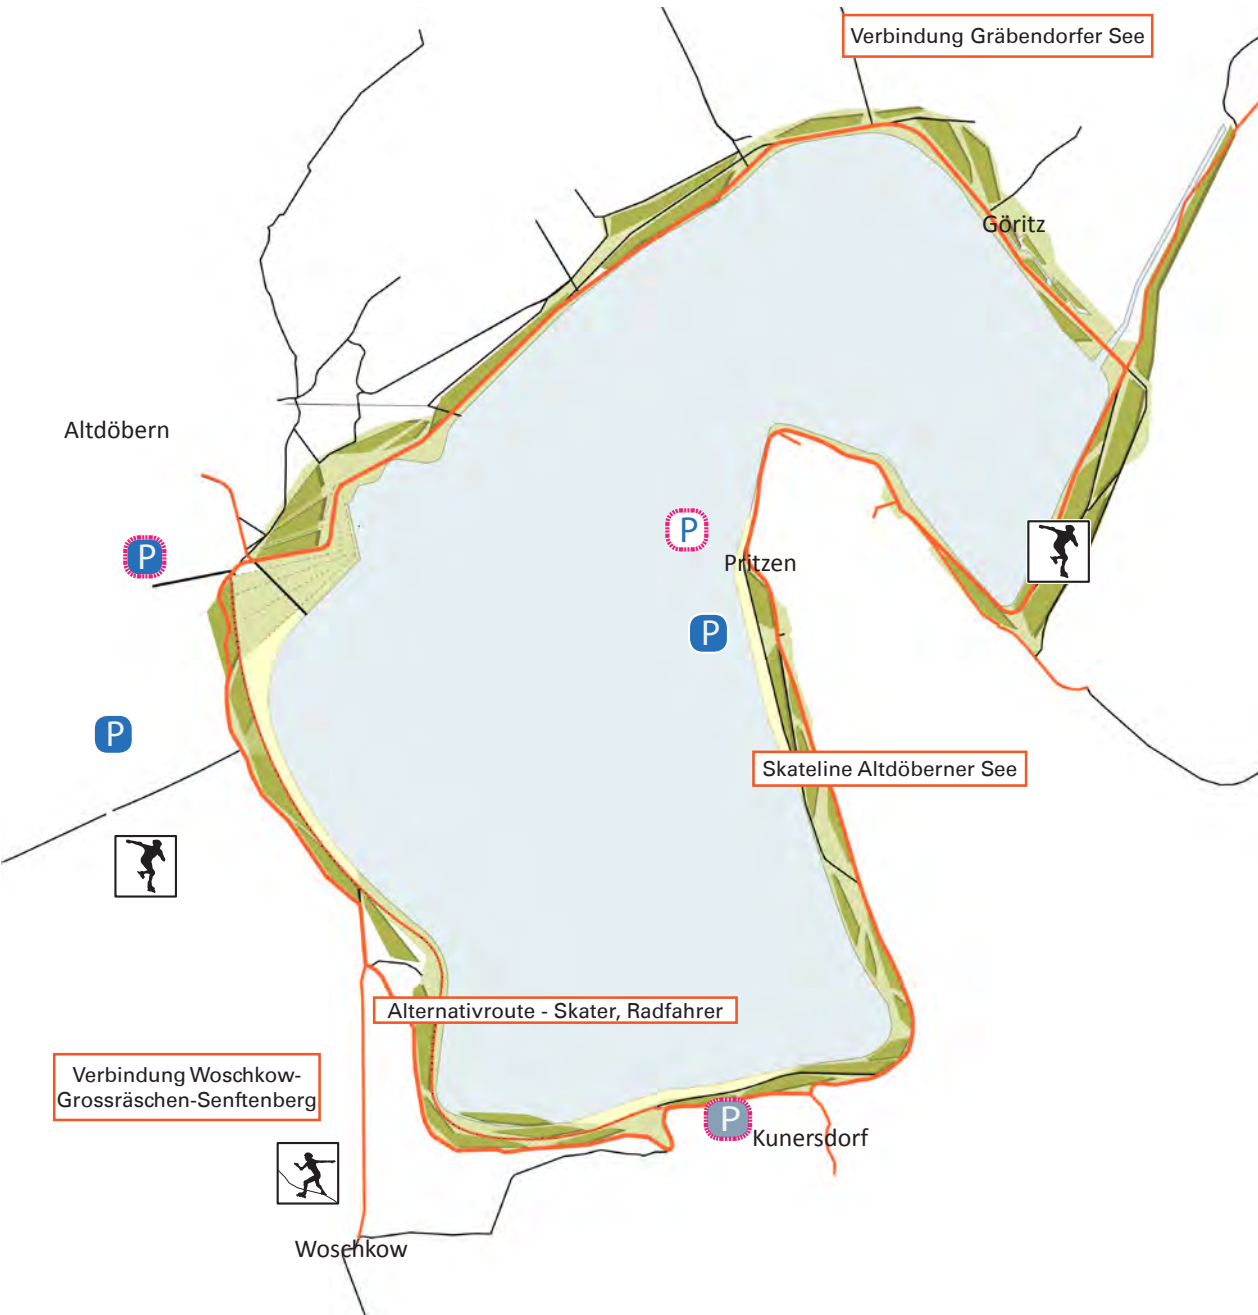 Verbindung Gräbendorfer See
Göritz
Altdöbern
P
P
Pritzen
P
P
Skateline Altdöberner See
Alternativroute - Skater, Radfahrer
Verbindung Woschkow-
Grossräschen-Senftenberg
P
Kunersdorf
Woschkow